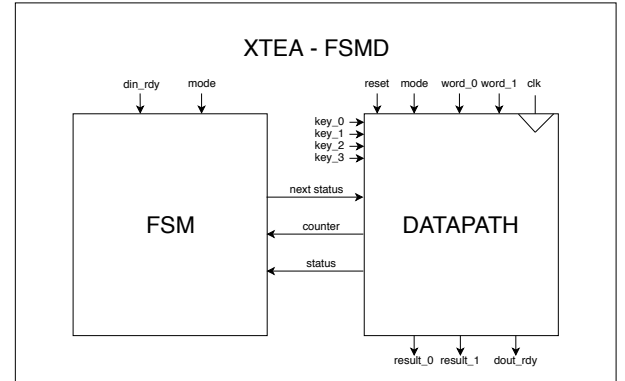 XTEA - FSMD
din_rdy mode reset mode word_0 word_1 clk
key_0
key_1
key_2
key_3
next status
FSM counter DATAPATH
status
result_0 result_1 dout_rdy